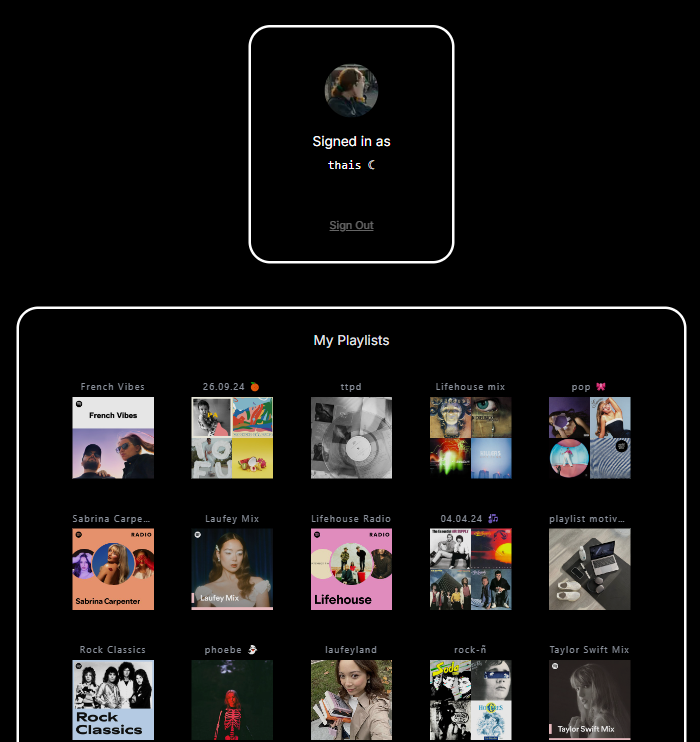 Signed in as
thais ☾
Sign Out
My Playlists
French Vibes
26.09.24 🍊
ttpd
Lifehouse mix
pop 🎀
French Vibes
Sabrina Carpe...
Laufey Mix
Lifehouse Radio
04.04.24 🎶
playlist motiv...
RADIO
RADIO
Sabrina Carpenter
Laufey Mix
Lifehouse
Rock Classics
phoebe 👻
laufeyland
rock-ñ
Taylor Swift Mix
Rock
Classics
Taylor Swift Mix